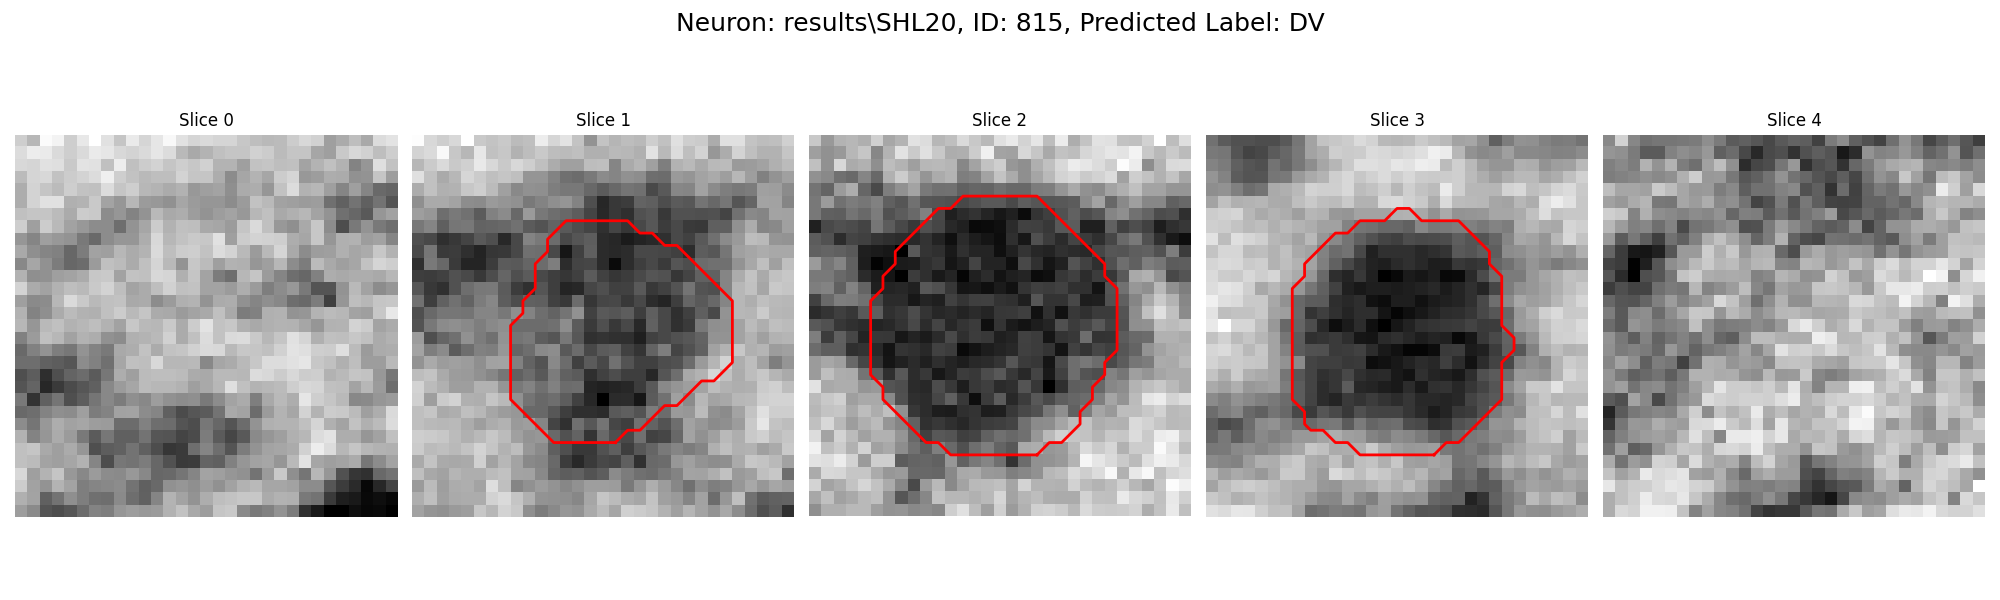 Neuron: results\SHL20, ID: 815, Predicted Label: DV
Slice 0
Slice 1
Slice 2
Slice 3
Slice 4